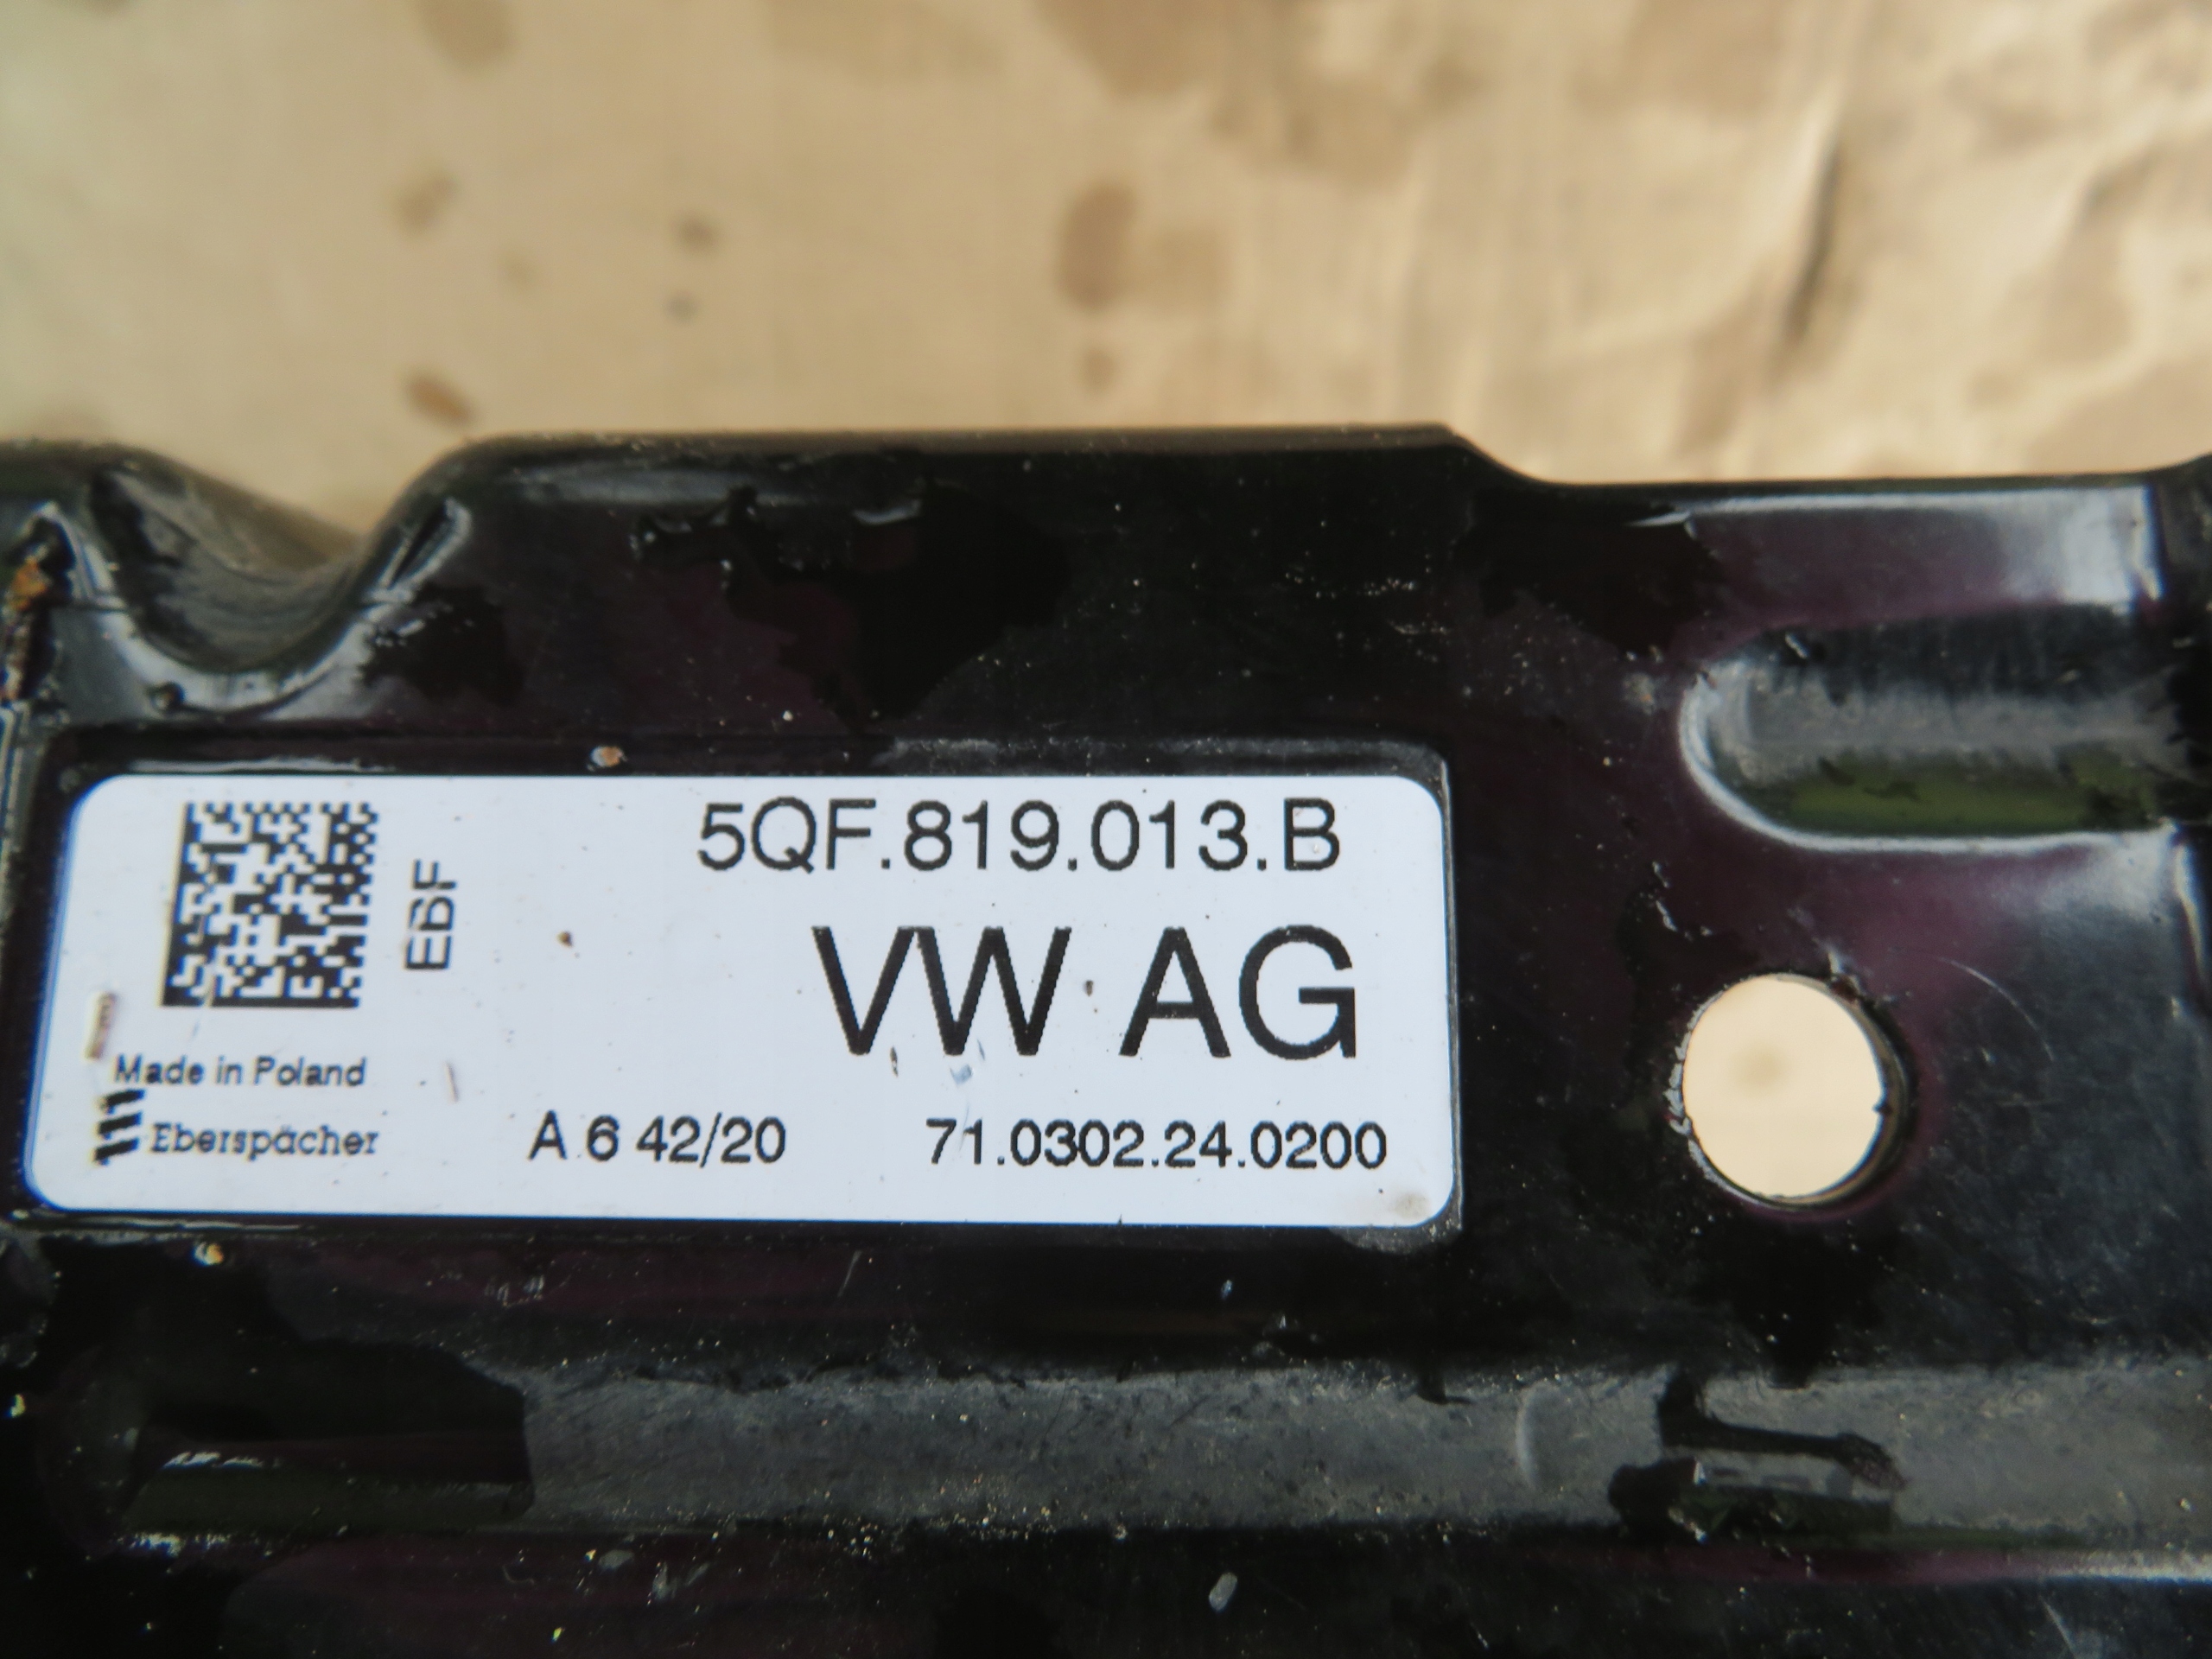 5QF.819.013.B
EBF
VW AG
Made in Poland
Eberspächer
A 6 42/20
71.0302.24.0200